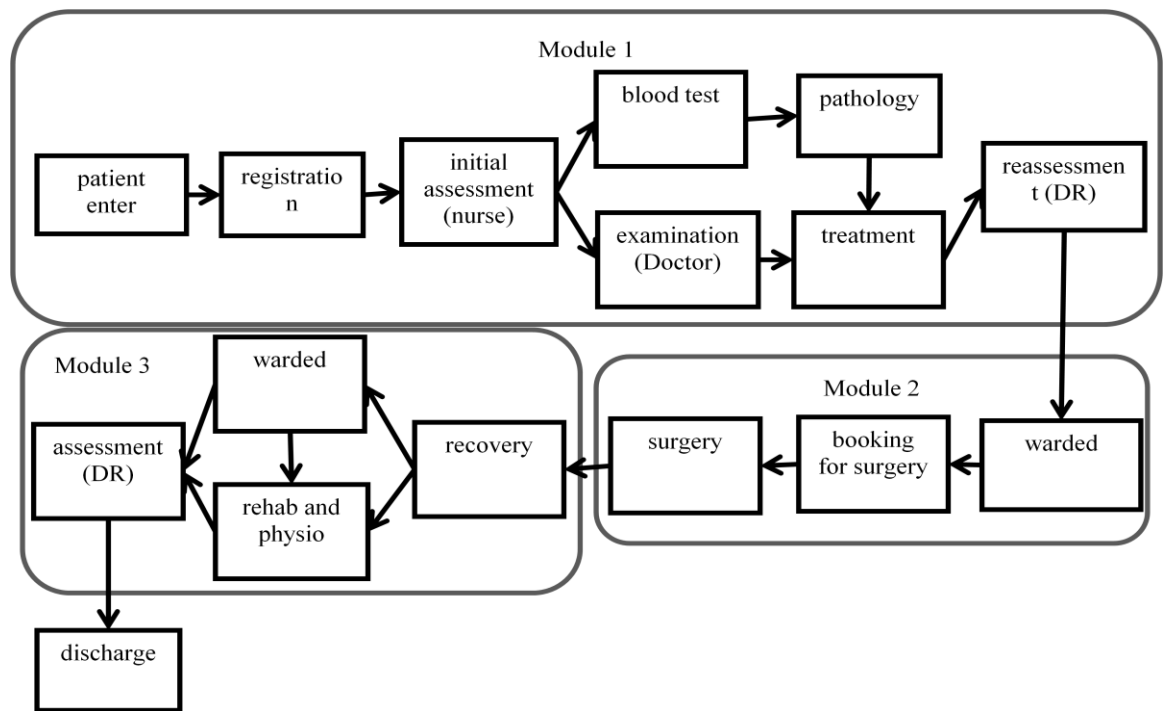 Module 1
patient
enter
registratio
n
initial
assessment
(nurse)
blood test
pathology
examination
(Doctor)
treatment
reassessmen
t (DR)
Module 2
warded
booking
for surgery
surgery
Module 3
recovery
warded
rehab and
physio
assessment
(DR)
discharge